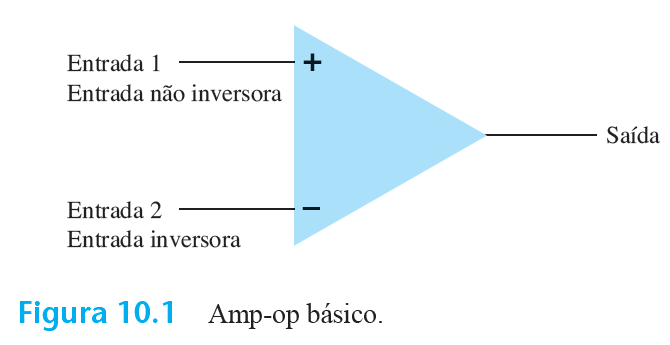 Entrada 1
+
Entrada não inversora
Saída
Entrada 2
−
Entrada inversora
Figura 10.1 Amp-op básico.